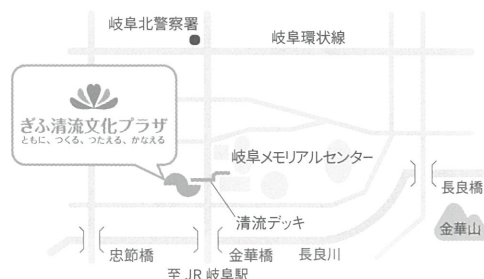 岐阜北警察署
岐阜環状線
ぎふ清流文化プラザ
ともに、つくる、つたえる、かなえる
岐阜メモリアルセンター
長良橋
清流デッキ
金華山
忠節橋
金華橋
長良川
至 JR 岐阜駅